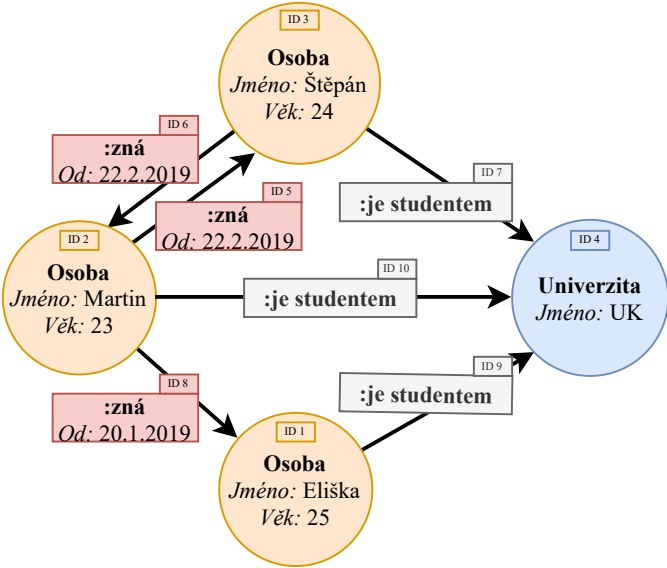 ID 3
Osoba
Jméno: Štěpán
Věk: 24
ID 6
:zná
Od: 22.2.2019
ID 5
:zná
Od: 22.2.2019
ID 7
:je studentem
ID 2
Osoba
Jméno: Martin
Věk: 23
ID 10
:je studentem
ID 4
Univerzita
Jméno: UK
ID 8
:zná
Od: 20.1.2019
ID 9
:je studentem
ID 1
Osoba
Jméno: Eliška
Věk: 25